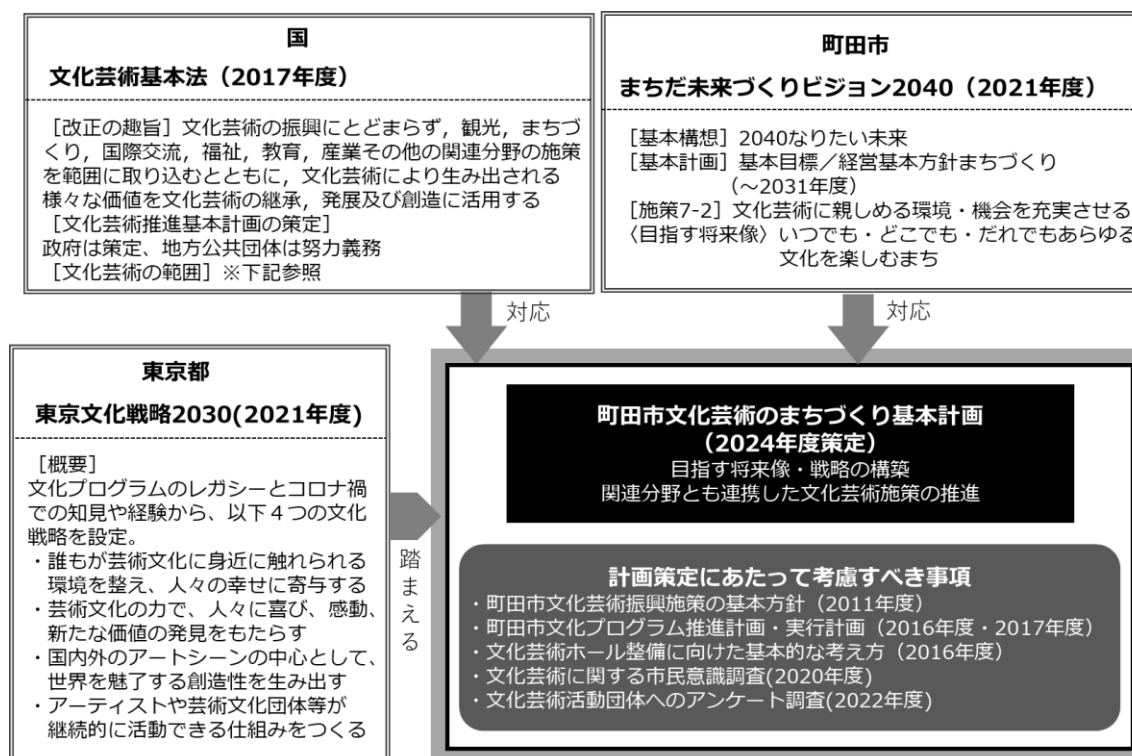 国
文化芸術基本法（2017年度）
［改正の趣旨］文化芸術の振興にとどまらず，観光，まちづ
くり，国際交流，福祉，教育，産業その他の関連分野の施策
を範囲に取り込むとともに，文化芸術により生み出される
様々な価値を文化芸術の継承，発展及び創造に活用する
［文化芸術推進基本計画の策定］
政府は策定、地方公共団体は努力義務
［文化芸術の範囲］※下記参照
町田市
まちだ未来づくりビジョン2040（2021年度）
［基本構想］2040なりたい未来
［基本計画］基本目標／経営基本方針まちづくり
（～2031年度）
［施策7-2］文化芸術に親しめる環境・機会を充実させる
〈目指す将来像〉いつでも・どこでも・だれでもあらゆる
文化を楽しむまち
対応
対応
東京都
東京文化戦略2030(2021年度)
［概要］
文化プログラムのレガシーとコロナ禍
での知見や経験から、以下４つの文化
戦略を設定。
・誰もが芸術文化に身近に触れられる
環境を整え、人々の幸せに寄与する
・芸術文化の力で、人々に喜び、感動、
新たな価値の発見をもたらす
・国内外のアートシーンの中心として、
世界を魅了する創造性を生み出す
・アーティストや芸術文化団体等が
継続的に活動できる仕組みをつくる
踏まえる
町田市文化芸術のまちづくり基本計画
（2024年度策定）
目指す将来像・戦略の構築
関連分野とも連携した文化芸術施策の推進
計画策定にあたって考慮すべき事項
・町田市文化芸術振興施策の基本方針（2011年度）
・町田市文化プログラム推進計画・実行計画（2016年度・2017年度）
・文化芸術ホール整備に向けた基本的な考え方（2016年度）
・文化芸術に関する市民意識調査(2020年度)
・文化芸術活動団体へのアンケート調査(2022年度)